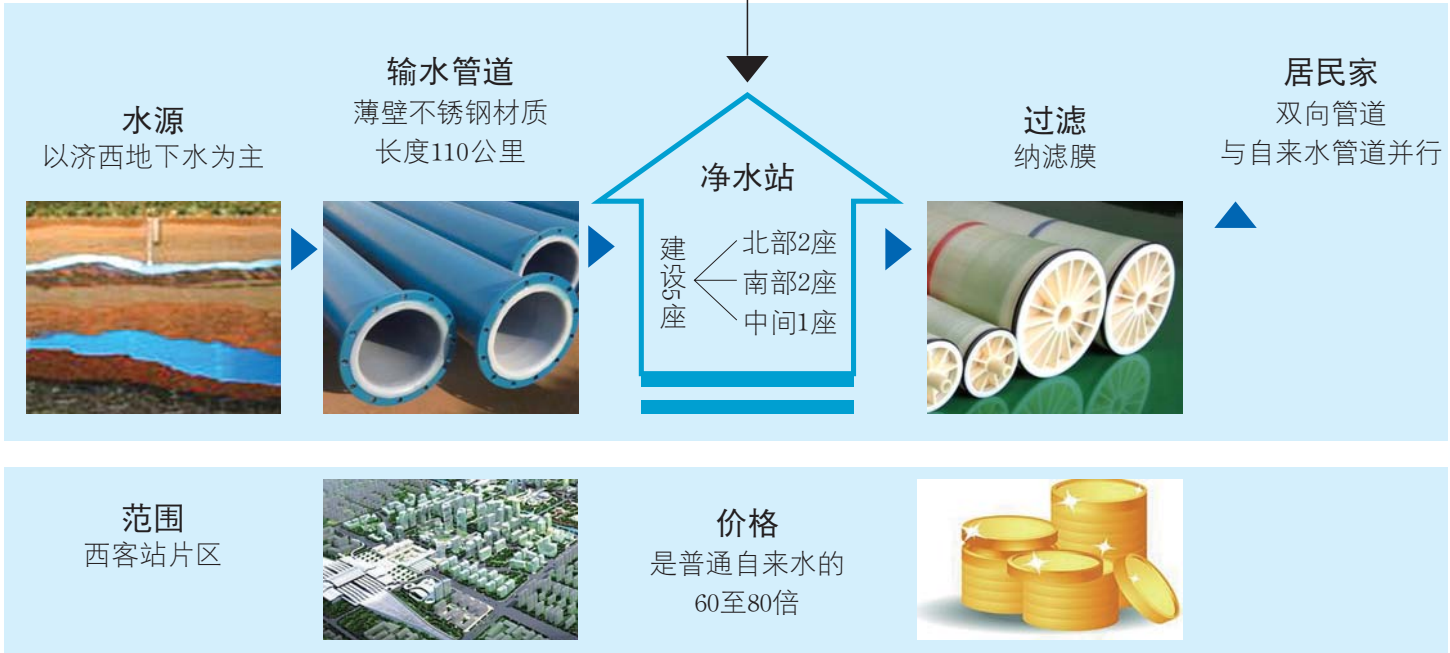 水源
以济西地下水为主
输水管道
薄壁不锈钢材质
长度110公里
净水站
建设5座
北部2座
南部2座
中间1座
过滤
纳滤膜
居民家
双向管道
与自来水管道并行
范围
西客站片区
价格
是普通自来水的
60至80倍